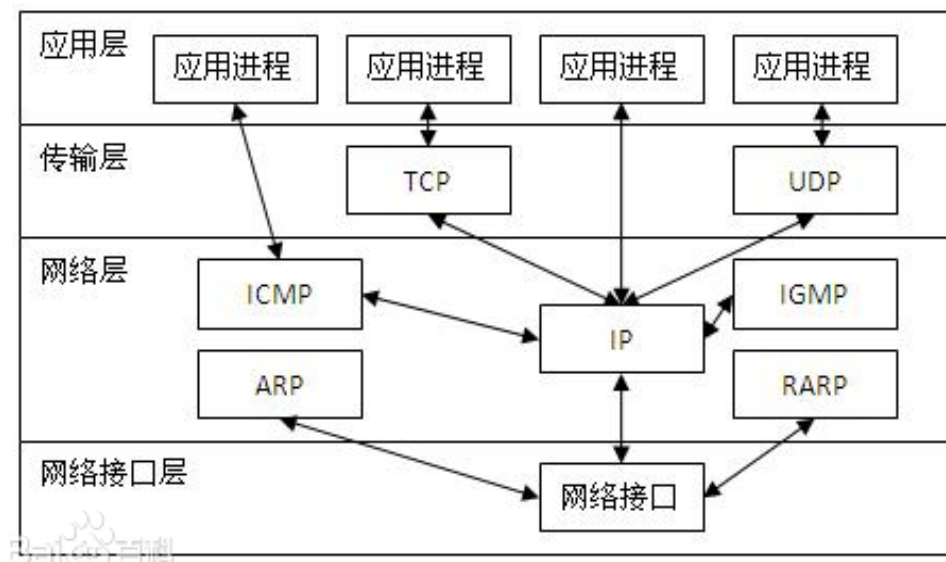 应用层
应用进程
应用进程
应用进程
应用进程
传输层
TCP
UDP
网络层
ICMP
IGMP
IP
ARP
RARP
网络接口层
网络接口